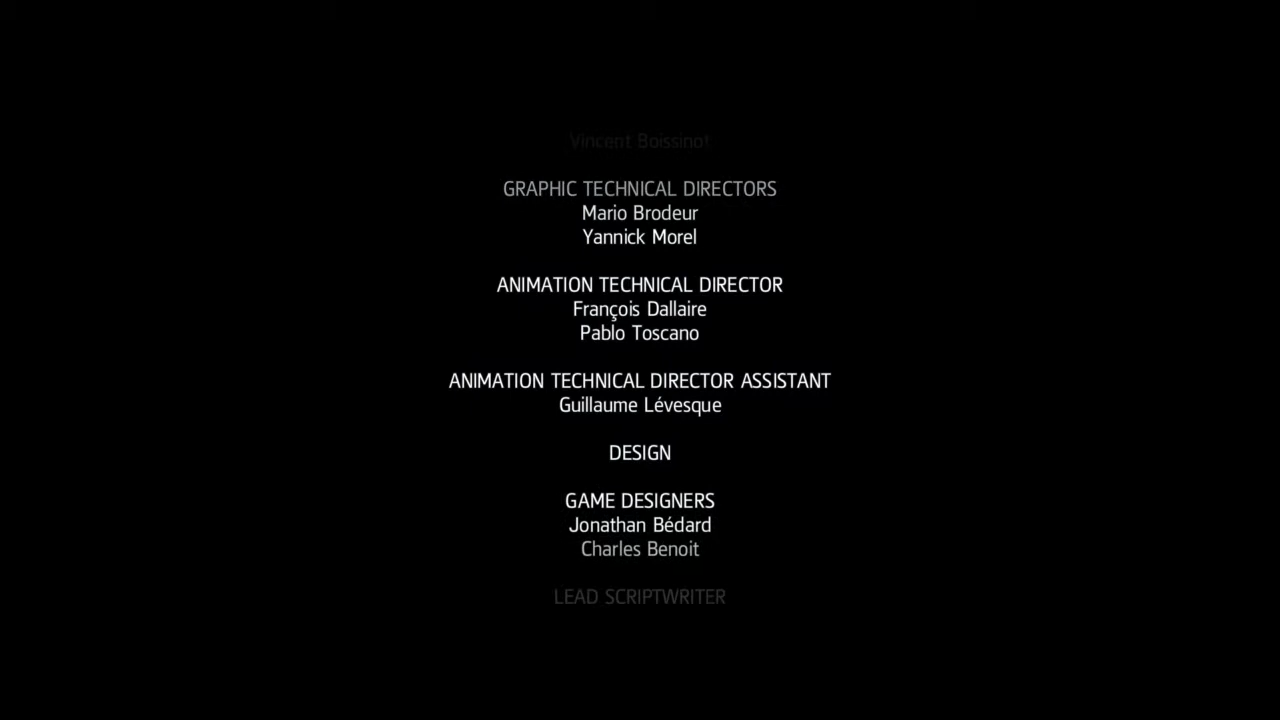 Vincent Boissinot
GRAPHIC TECHNICAL DIRECTORS
Mario Brodeur
Yannick Morel
ANIMATION TECHNICAL DIRECTOR
François Dallaire
Pablo Toscano
ANIMATION TECHNICAL DIRECTOR ASSISTANT
Guillaume Lévesque
DESIGN
GAME DESIGNERS
Jonathan Bédard
Charles Benoit
LEAD SCRIPTWRITER